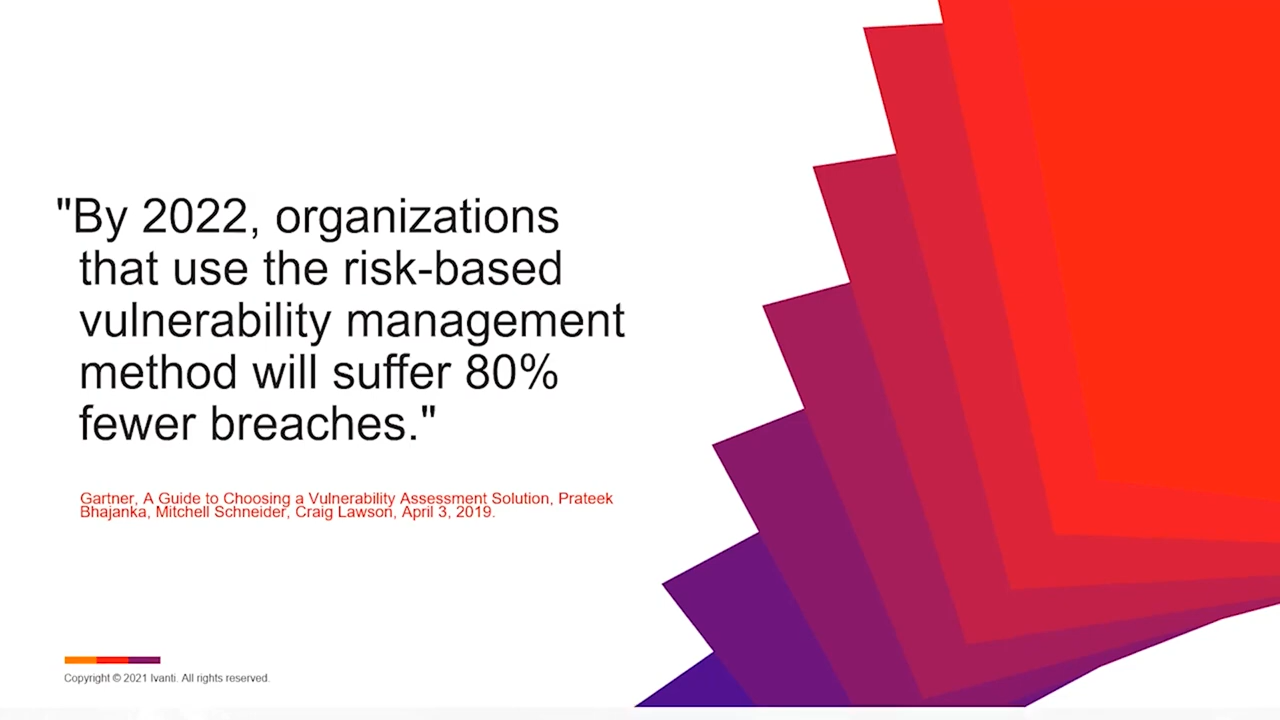 "By 2022, organizations
that use the risk-based
vulnerability management
method will suffer 80%
fewer breaches."
Gartner, A Guide to Choosing a Vulnerability Assessment Solution, Prateek
Bhajanka, Mitchell Schneider, Craig Lawson, April 3, 2019.
Copyright © 2021 Ivanti. All rights reserved.